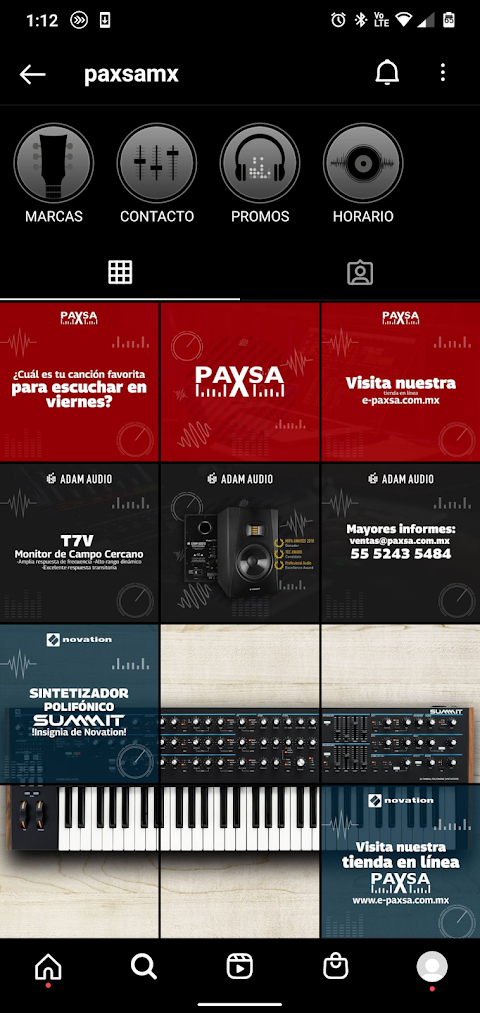 1:12
Vo
LTE
65
paxsamx
MARCAS
CONTACTO
PROMOS
HORARIO
PAXSA
¿Cuál es tu canción favorita
para escuchar en
viernes?
PAXSA
PAXSA
Visita nuestra
tienda en línea
e-paxsa.com.mx
ADAM AUDIO
T7V
Monitor de Campo Cercano
-Amplia respuesta de frecuencia -Alto rango dinámico
-Excelente respuesta transitoria
ADAM AUDIO
ADAM AUDIO
Mayores informes:
ventas@paxsa.com.mx
55 5243 5484
novation
SINTETIZADOR
POLIFÓNICO
SUMMIT
!Insignia de Novation!
SUMMIT
novation
Visita nuestra
tienda en línea
PAXSA
www.e-paxsa.com.mx